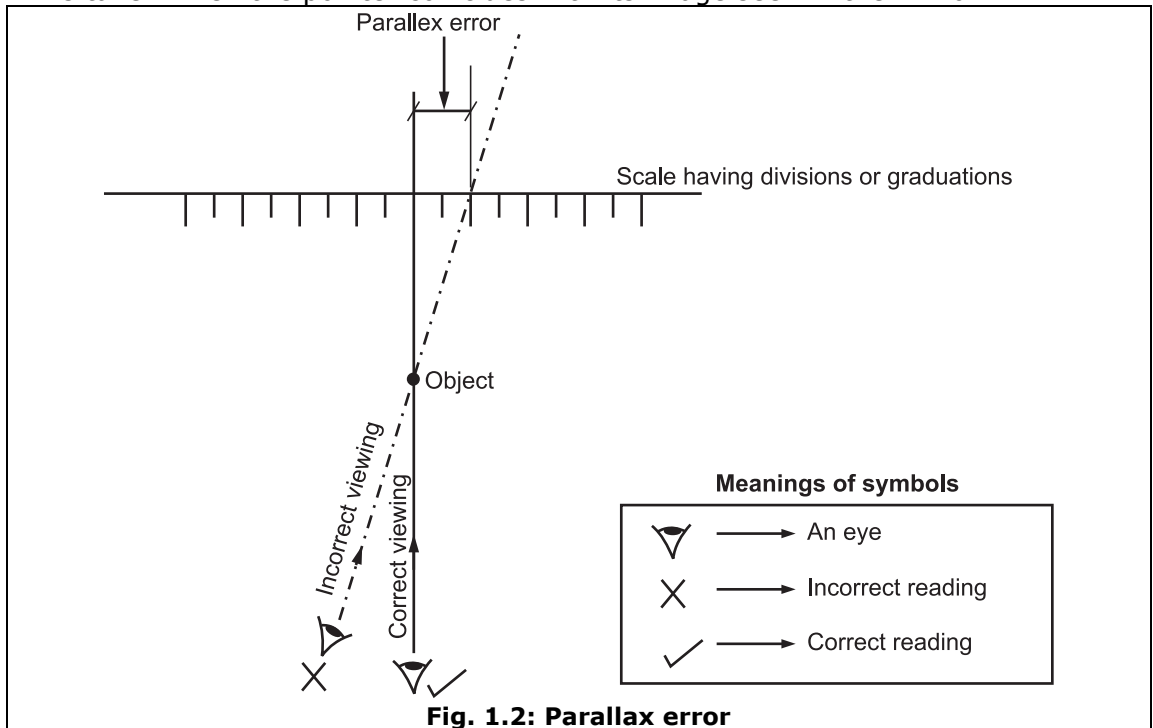 Parallex error
Scale having divisions or graduations
Object
Incorrect viewing
Correct viewing
Meanings of symbols
An eye
Incorrect reading
Correct reading
Fig. 1.2: Parallax error